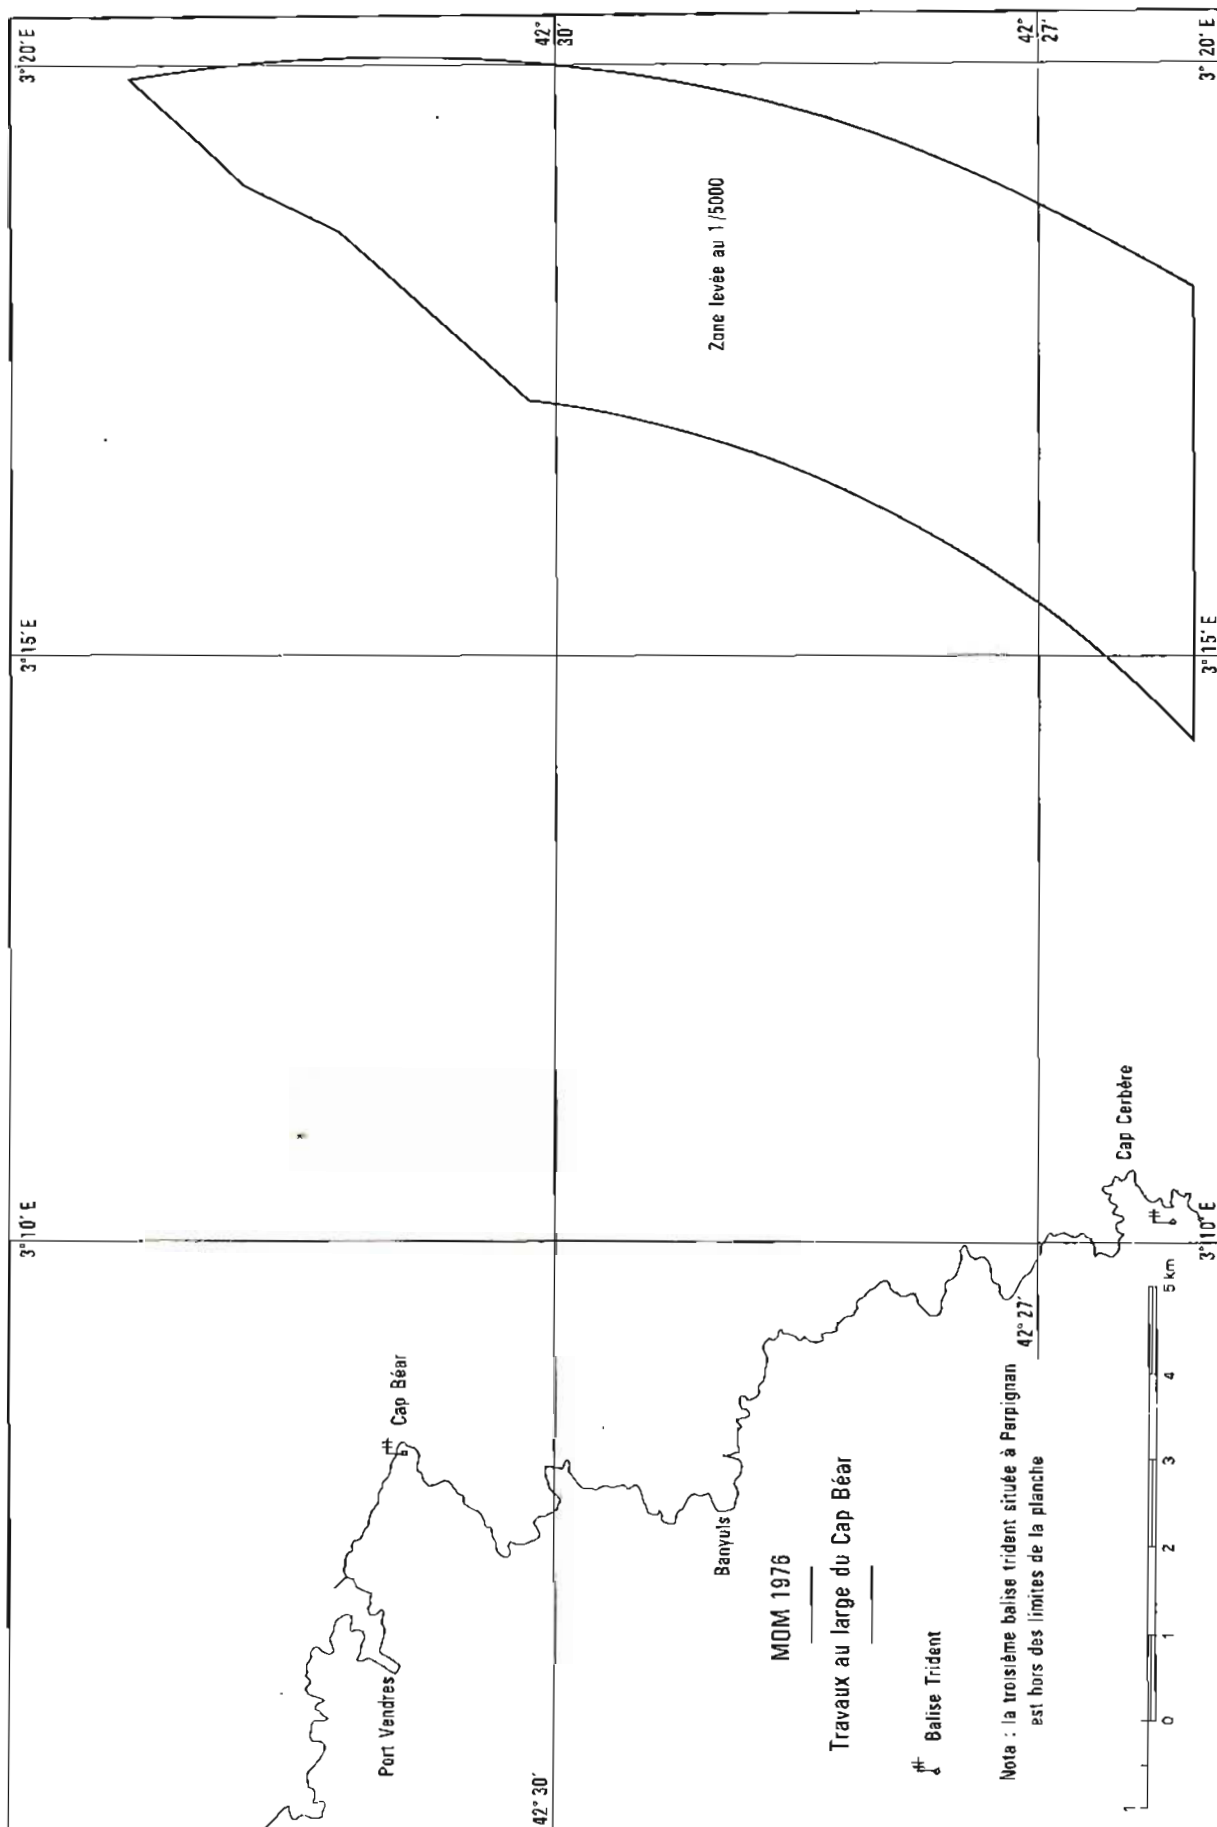 3° 10' E
3° 15' E
3° 20' E
Port Vendres
Cap Béar
42° 30'
42°
30'
Banyuls
Zone levée au 1/5000
MOM 1976
Travaux au large du Cap Béar
Balise Trident
Nota : la troisième balise trident située à Perpignan
est hors des limites de la planche
42° 27'
42°
27'
Cap Cerbère
1 0 1 2 3 4 5 km
3° 10' E
3° 15' E
3° 20' E